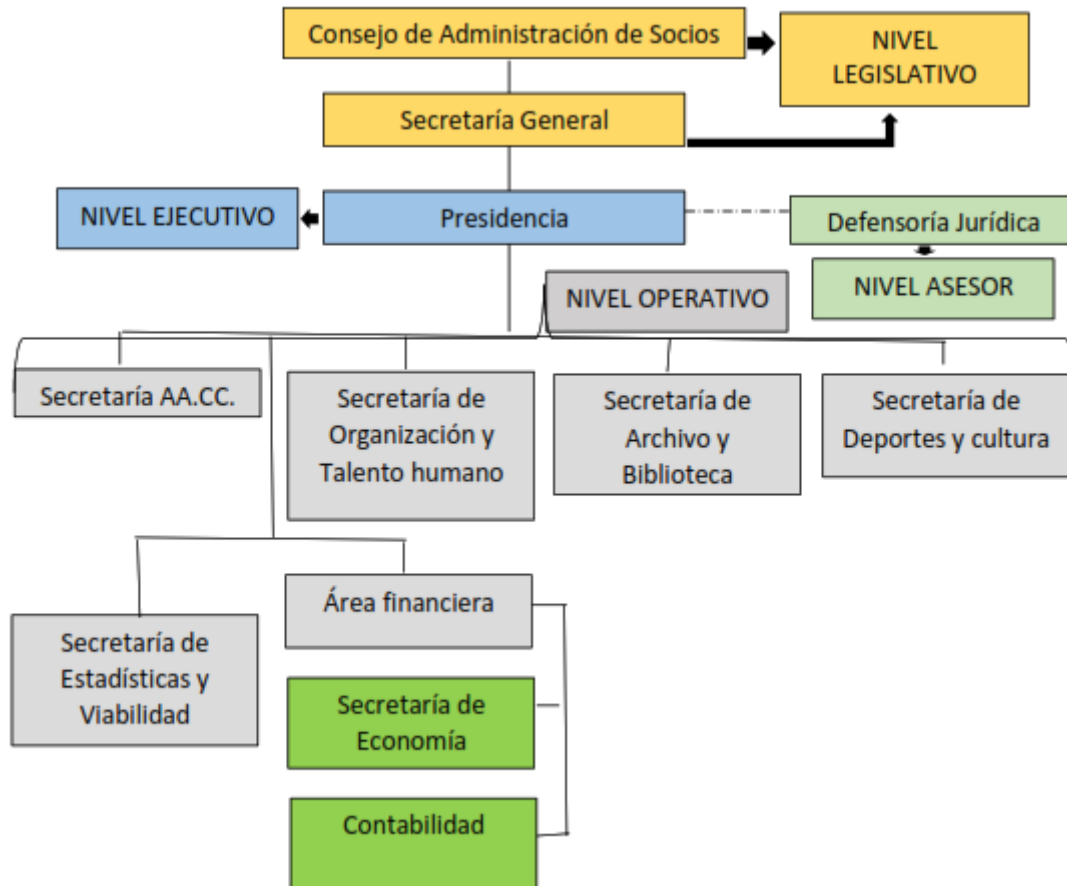 Consejo de Administración de Socios
NIVEL
LEGISLATIVO
Secretaría General
NIVEL EJECUTIVO
Presidencia
Defensoría Jurídica
NIVEL ASESOR
NIVEL OPERATIVO
Secretaría AA.CC.
Secretaría de
Organización y
Talento humano
Secretaría de
Archivo y
Biblioteca
Secretaría de
Deportes y cultura
Secretaría de
Estadísticas y
Viabilidad
Área financiera
Secretaría de
Economía
Contabilidad